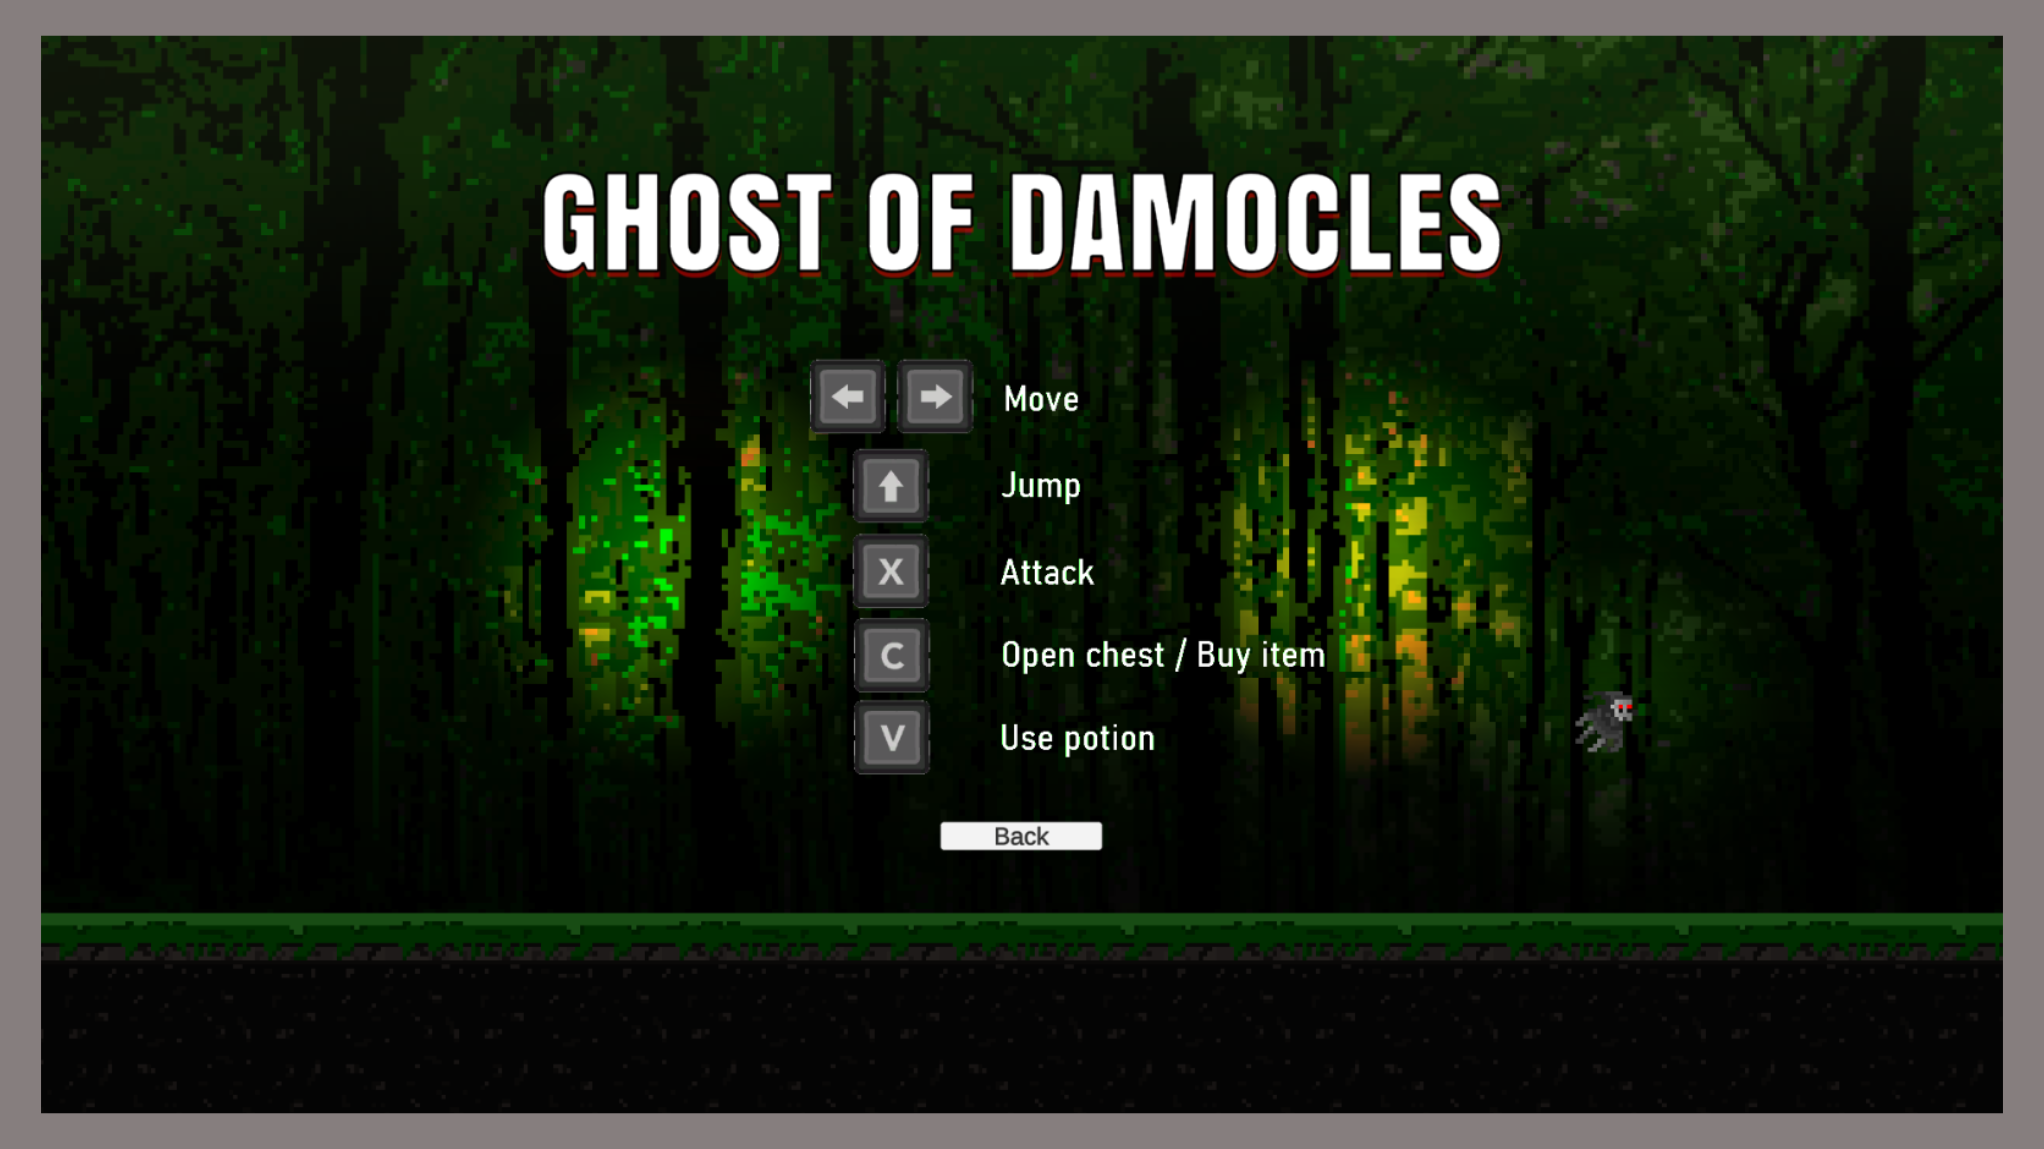 GHOST OF DAMOCLES
Move
Jump
X Attack
C Open chest / Buy item
V Use potion
Back